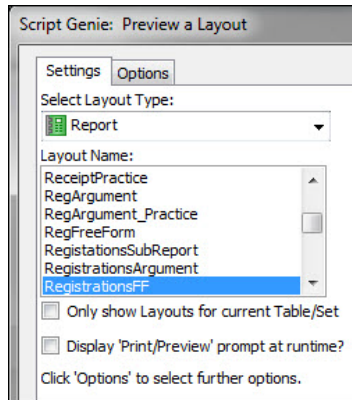 Script Genie: Preview a Layout
Settings Options
Select Layout Type:
Report
Layout Name:
ReceiptPractice
RegArgument
RegArgument_Practice
RegFreeForm
RegistationsSubReport
RegistrationsArgument
RegistrationsFF
Only show Layouts for current Table/Set
Display 'Print/Preview' prompt at runtime?
Click 'Options' to select further options.